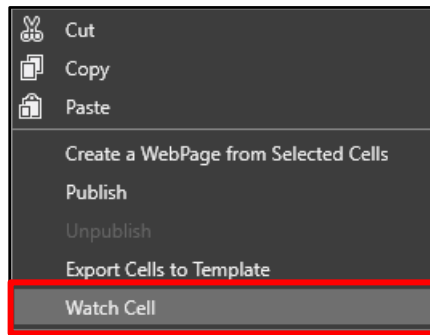 Cut
Copy
Paste
Create a WebPage from Selected Cells
Publish
Unpublish
Export Cells to Template
Watch Cell